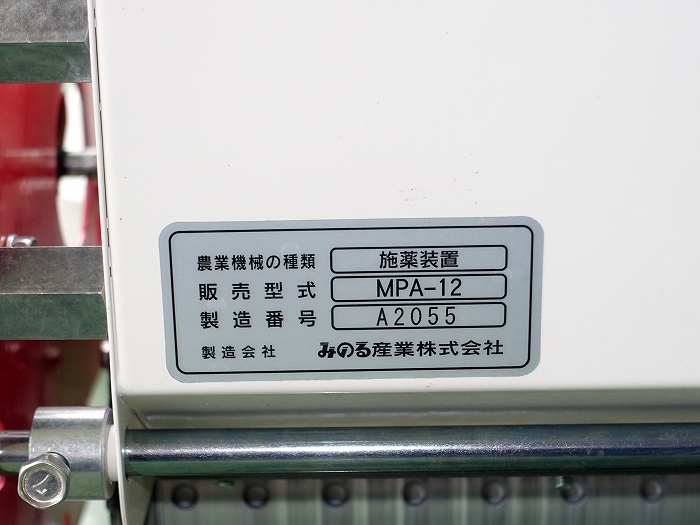 農業機械の種類 施薬装置
販売型式 MPA-12
製造番号 A2055
製造会社 みのる産業株式会社